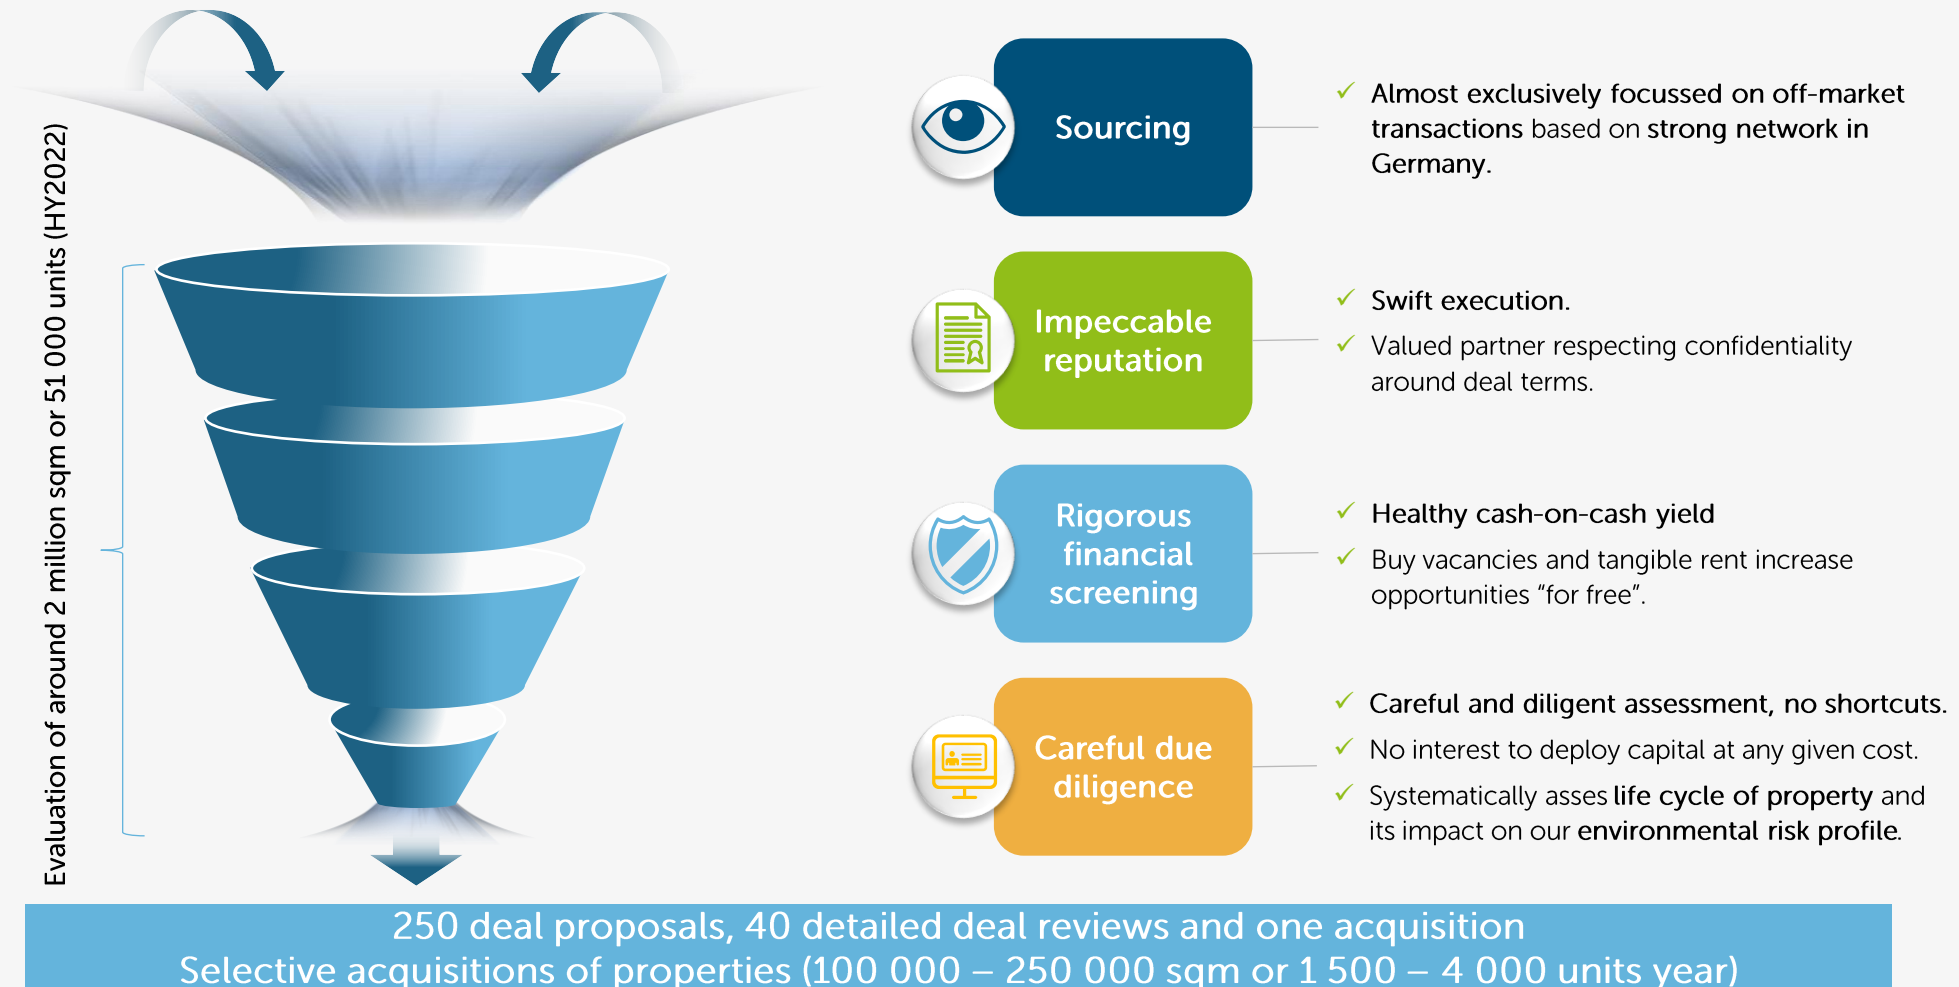 Evaluation of around 2 million sqm or 51 000 units (HY2022)
Sourcing
✓ Almost exclusively focussed on off-market
transactions based on strong network in
Germany.
Impeccable
reputation
✓ Swift execution.
✓ Valued partner respecting confidentiality
around deal terms.
Rigorous
financial
screening
✓ Healthy cash-on-cash yield
✓ Buy vacancies and tangible rent increase
opportunities “for free”.
Careful due
diligence
✓ Careful and diligent assessment, no shortcuts.
✓ No interest to deploy capital at any given cost.
✓ Systematically asses life cycle of property and
its impact on our environmental risk profile.
250 deal proposals, 40 detailed deal reviews and one acquisition
Selective acquisitions of properties (100 000 – 250 000 sqm or 1 500 – 4 000 units year)